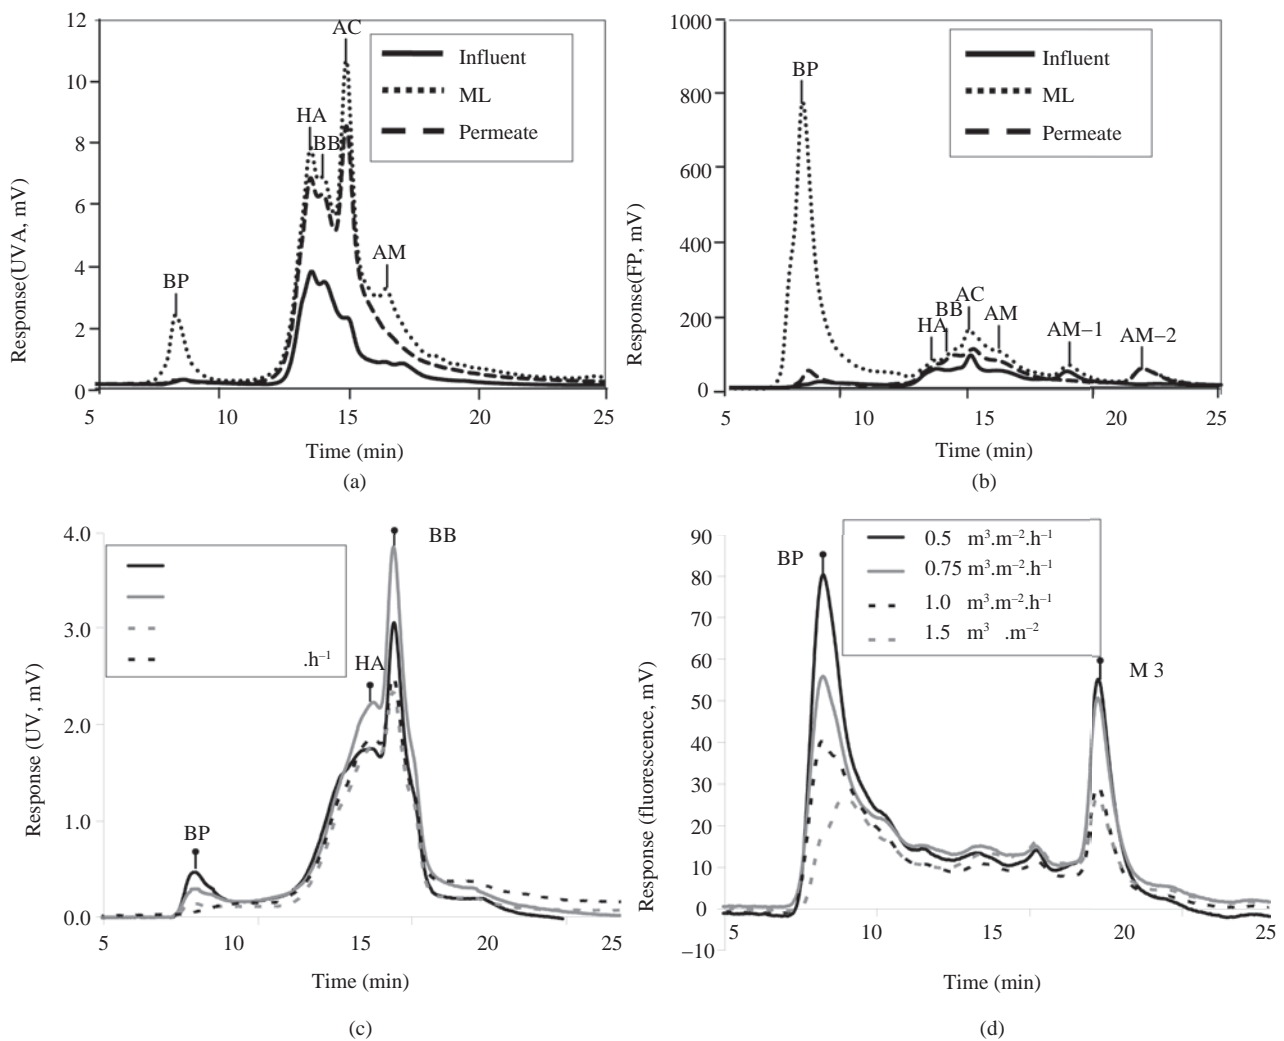 12
10
8
6
4
2
0
Response(UVA, mV)
BP
HA
BB
AC
AM
Influent
ML
Permeate
5 10 15 20 25
Time (min)
(a)
1000
800
600
400
200
0
Response(FP, mV)
BP
HA
BB
AC
AM
AM−1
AM−2
Influent
ML
Permeate
5 10 15 20 25
Time (min)
(b)
4.0
3.0
2.0
1.0
0.0
Response (UV, mV)
.h⁻¹
BP
HA
BB
5 10 15 20 25
Time (min)
(c)
90
80
70
60
50
40
30
20
10
0
−10
Response (fluorescence, mV)
BP
0.5 m³.m⁻².h⁻¹
0.75 m³.m⁻².h⁻¹
1.0 m³.m⁻².h⁻¹
1.5 m³ .m⁻²
M 3
5 10 15 20 25
Time (min)
(d)